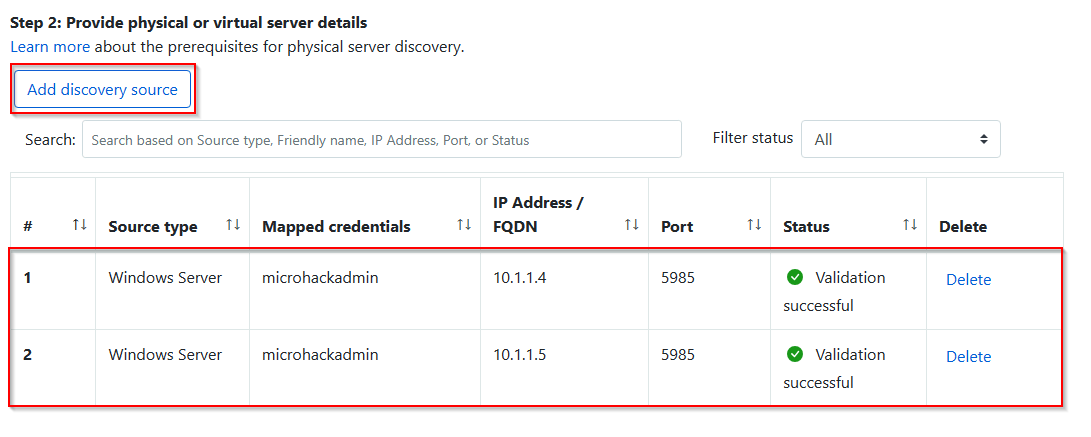 Step 2: Provide physical or virtual server details
Learn more about the prerequisites for physical server discovery.
Add discovery source
Search: Search based on Source type, Friendly name, IP Address, Port, or Status Filter status All
# Source type Mapped credentials IP Address / FQDN Port Status Delete
1 Windows Server microhackadmin 10.1.1.4 5985 Validation successful Delete
2 Windows Server microhackadmin 10.1.1.5 5985 Validation successful Delete